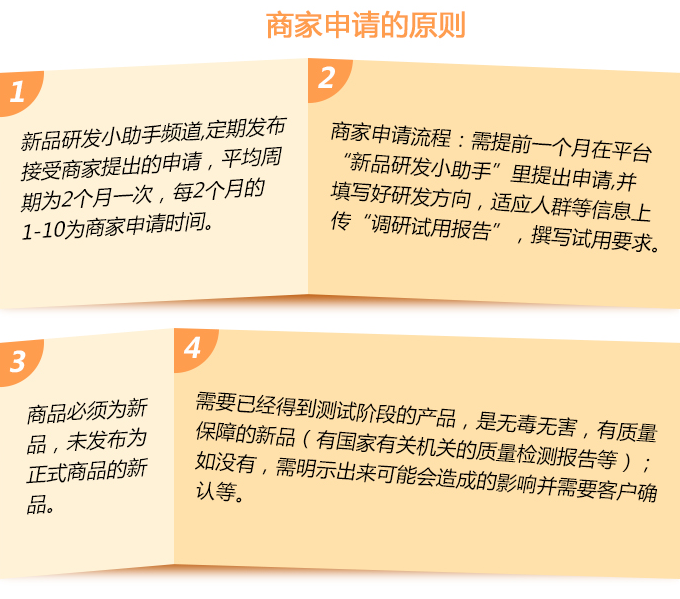 商家申请的原则
1
新品研发小助手频道,定期发布
接受商家提出的申请，平均周
期为2个月一次，每2个月的
1-10为商家申请时间。
2
商家申请流程：需提前一个月在平台
“新品研发小助手”里提出申请,并
填写好研发方向，适应人群等信息上
传“调研试用报告”，撰写试用要求。
3
商品必须为新
品，未发布为
正式商品的新
品。
4
需要已经得到测试阶段的产品，是无毒无害，有质量
保障的新品（有国家有关机关的质量检测报告等）；
如没有，需明示出来可能会造成的影响并需要客户确
认等。